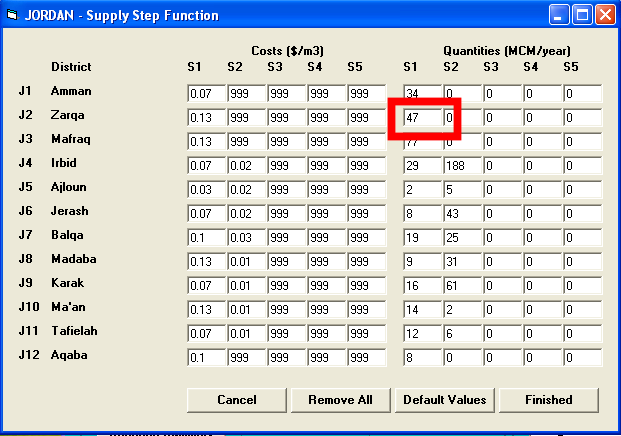 JORDAN - Supply Step Function
Costs ($/m3) Quantities (MCM/year)
District S1 S2 S3 S4 S5 S1 S2 S3 S4 S5
J1 Amman 0.07 999 999 999 999 34 0 0 0 0
J2 Zarqa 0.13 999 999 999 999 47 0 0 0 0
J3 Mafraq 0.13 999 999 999 999 77 0 0 0 0
J4 Irbid 0.07 0.02 999 999 999 29 188 0 0 0
J5 Ajloun 0.03 0.02 999 999 999 2 5 0 0 0
J6 Jerash 0.07 0.02 999 999 999 8 43 0 0 0
J7 Balqa 0.1 0.03 999 999 999 19 25 0 0 0
J8 Madaba 0.13 0.01 999 999 999 9 31 0 0 0
J9 Karak 0.07 0.01 999 999 999 16 61 0 0 0
J10 Ma'an 0.13 0.01 999 999 999 14 2 0 0 0
J11 Tafielah 0.07 0.01 999 999 999 12 6 0 0 0
J12 Aqaba 0.1 999 999 999 999 8 0 0 0 0
Cancel Remove All Default Values Finished